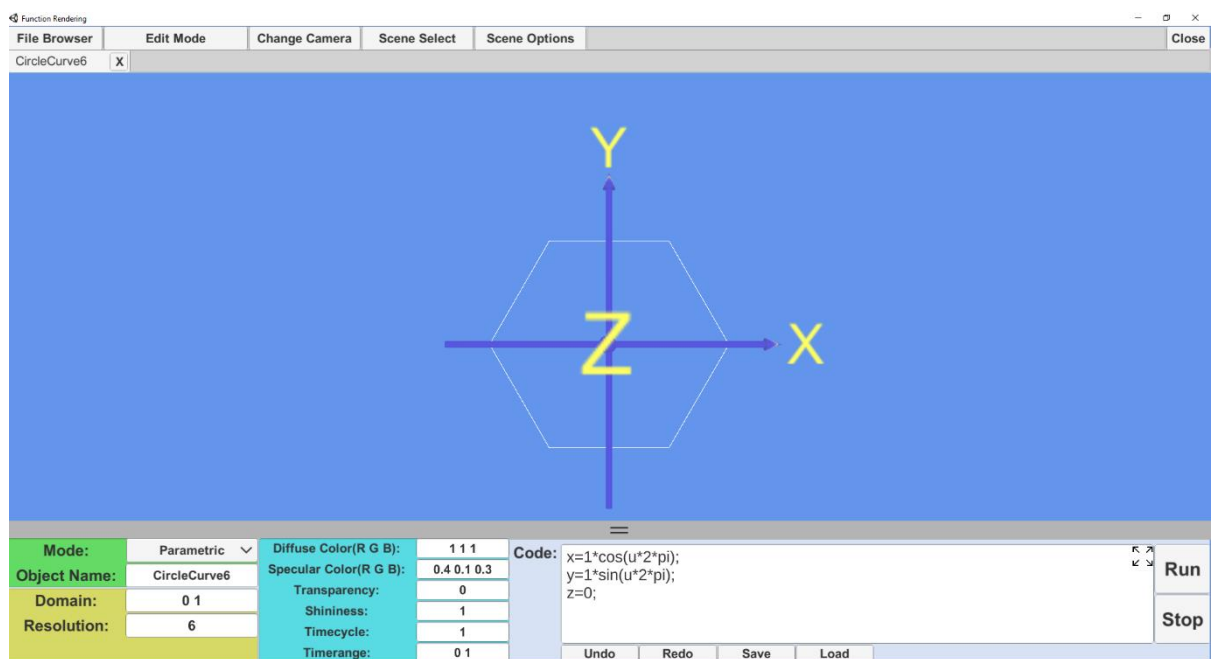 Function Rendering
File Browser Edit Mode Change Camera Scene Select Scene Options Close
CircleCurve6 X
Y
Z X
Mode: Parametric
Object Name: CircleCurve6
Domain: 0 1
Resolution: 6
Diffuse Color(R G B): 1 1 1
Specular Color(R G B): 0.4 0.1 0.3
Transparency: 0
Shininess: 1
Timecycle: 1
Timerange: 0 1
Code:
x=1*cos(u*2*pi);
y=1*sin(u*2*pi);
z=0;
Run
Stop
Undo Redo Save Load